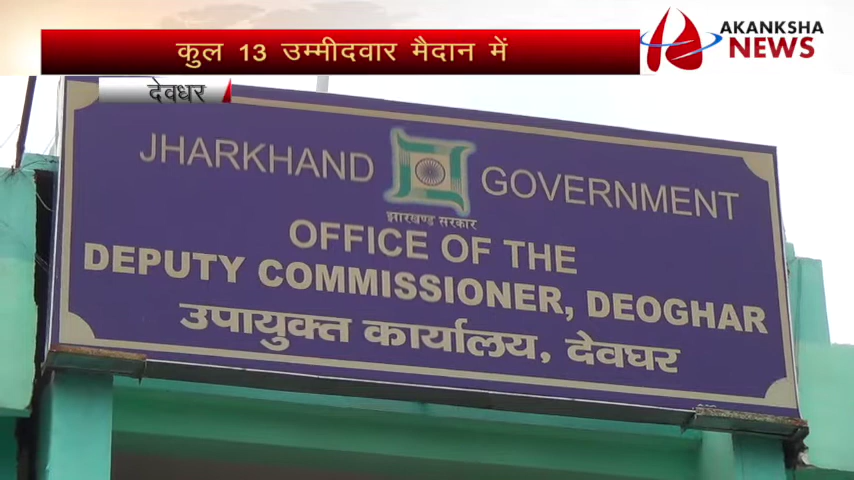 कुल 13 उम्मीदवार मैदान में
AKANKSHA
NEWS
देवघर
JHARKHAND GOVERNMENT
झारखण्ड सरकार
OFFICE OF THE
DEPUTY COMMISSIONER, DEOGHAR
उपायुक्त कार्यालय, देवघर